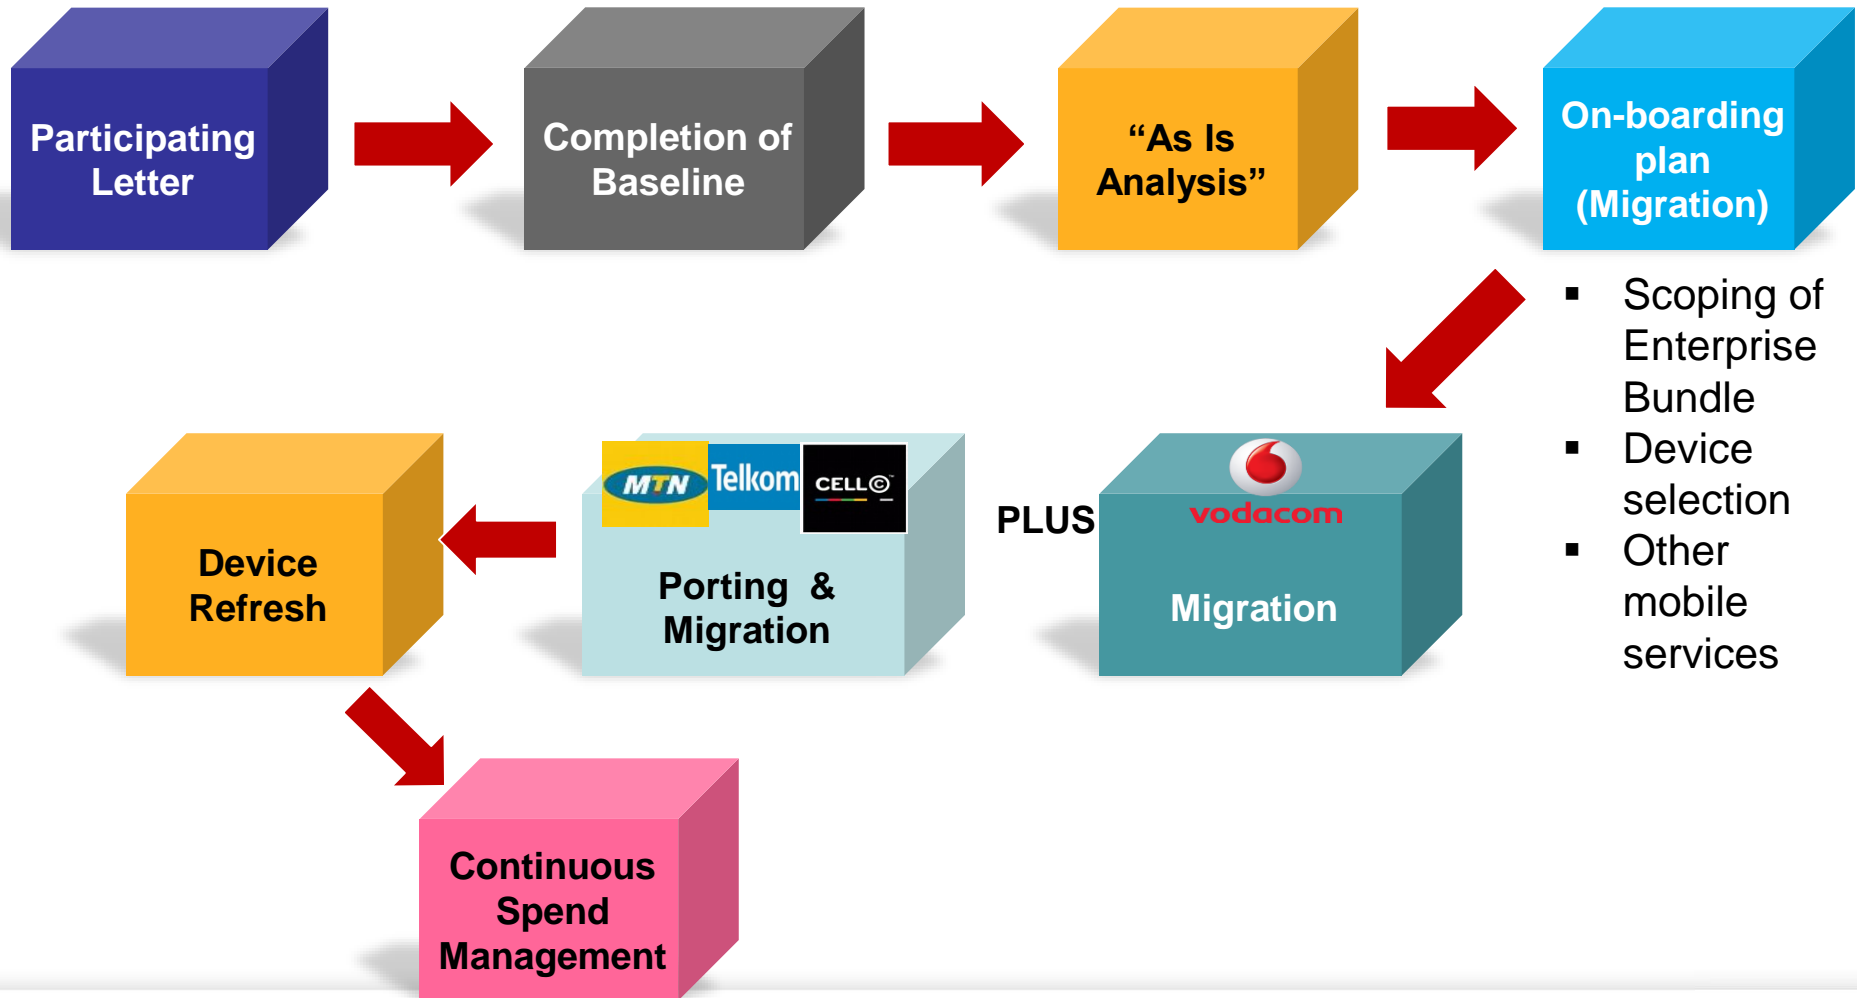 Participating
Letter
Completion of
Baseline
“As Is
Analysis”
On-boarding
plan
(Migration)
▪ Scoping of
Enterprise
Bundle
▪ Device
selection
▪ Other
mobile
services
vodacom
Migration
PLUS
MTN
Telkom
CELL©™
Porting &
Migration
Device
Refresh
Continuous
Spend
Management